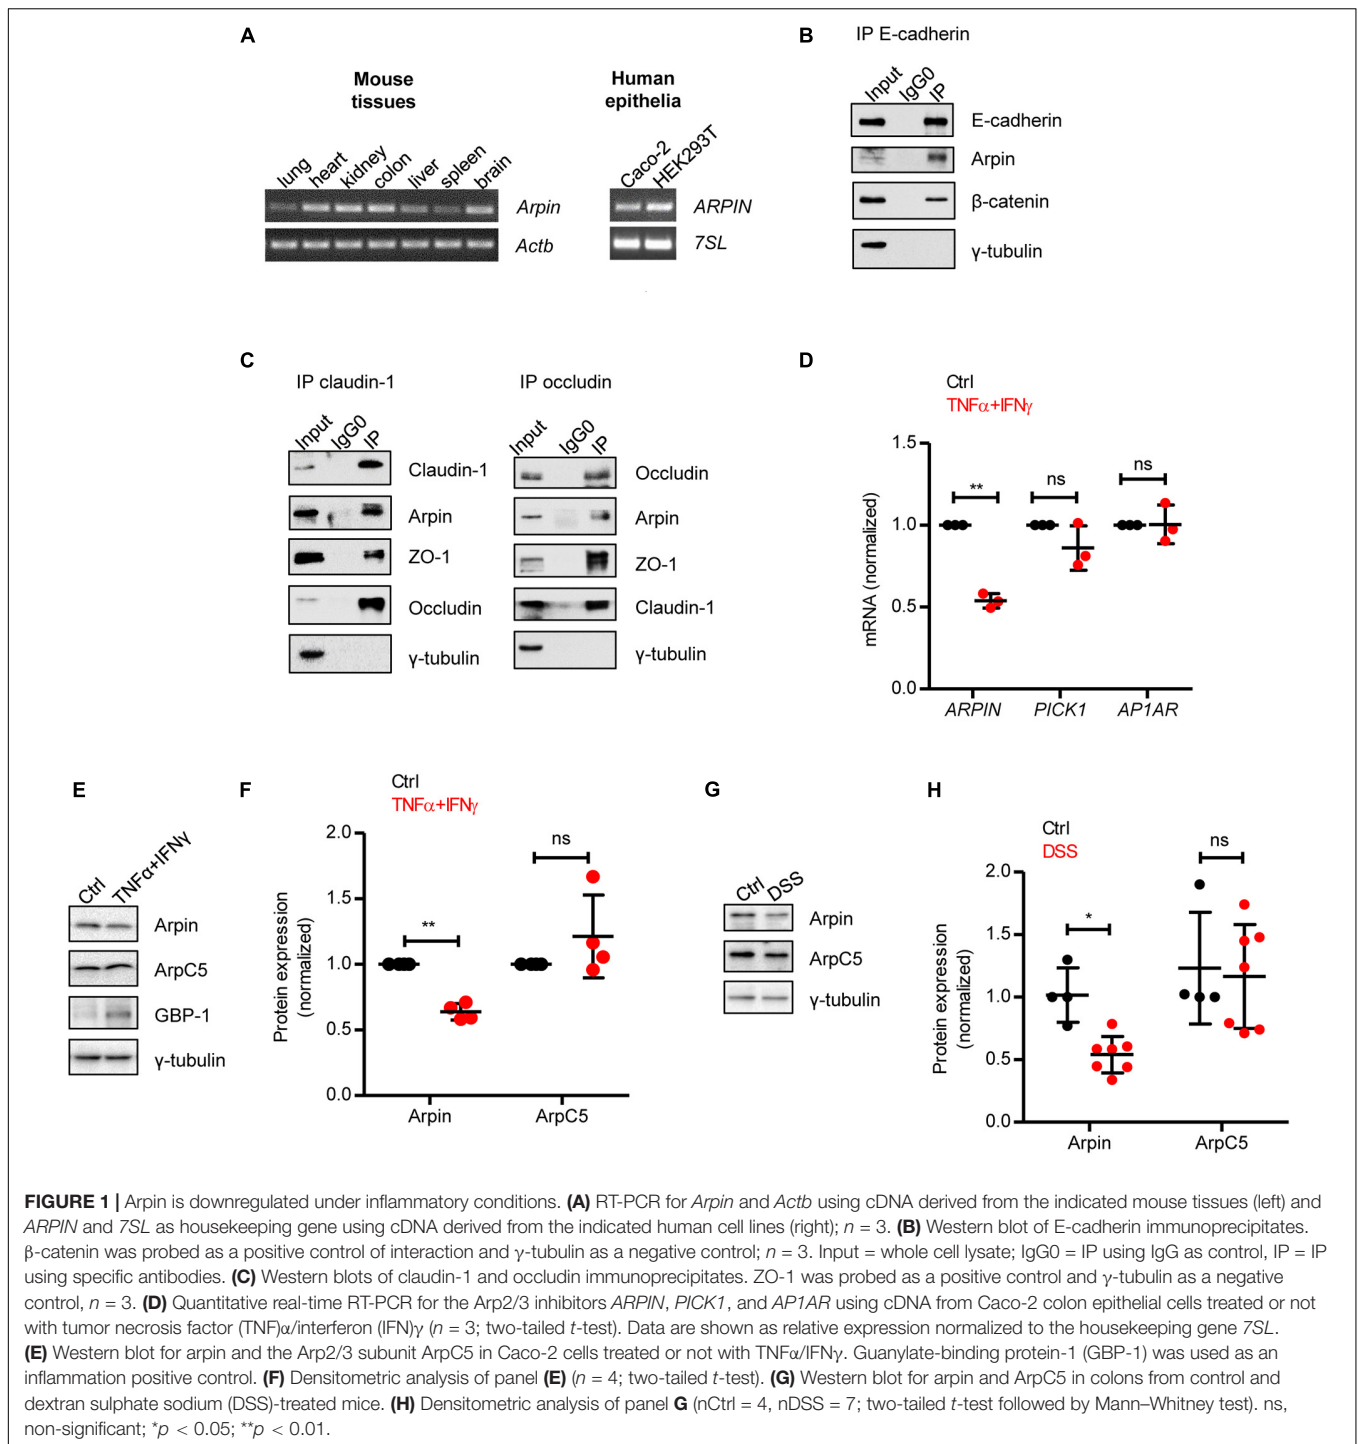 A
Mouse
tissues
Human
epithelia
lung
heart
kidney
colon
liver
spleen
brain
Caco-2
HEK293T
Arpin
Actb
ARPIN
7SL
B
IP E-cadherin
Input
IgG0
IP
E-cadherin
Arpin
β-catenin
γ-tubulin
C
IP claudin-1
Input
IgG0
IP
Claudin-1
Arpin
ZO-1
Occludin
γ-tubulin
IP occludin
Input
IgG0
IP
Occludin
Arpin
ZO-1
Claudin-1
γ-tubulin
D
Ctrl
TNFα+IFNγ
mRNA (normalized)
1.5
1.0
0.5
0.0
**
ns
ns
ARPIN
PICK1
AP1AR
E
Ctrl
TNFα+IFNγ
Arpin
ArpC5
GBP-1
γ-tubulin
F
Ctrl
TNFα+IFNγ
Protein expression
(normalized)
2.0
1.5
1.0
0.5
0.0
**
ns
Arpin
ArpC5
G
Ctrl
DSS
Arpin
ArpC5
γ-tubulin
H
Ctrl
DSS
Protein expression
(normalized)
2.0
1.5
1.0
0.5
0.0
*
ns
Arpin
ArpC5
FIGURE 1 | Arpin is downregulated under inflammatory conditions. (A) RT-PCR for Arpin and Actb using cDNA derived from the indicated mouse tissues (left) and
ARPIN and 7SL as housekeeping gene using cDNA derived from the indicated human cell lines (right); n = 3. (B) Western blot of E-cadherin immunoprecipitates.
β-catenin was probed as a positive control of interaction and γ-tubulin as a negative control; n = 3. Input = whole cell lysate; IgG0 = IP using IgG as control, IP = IP
using specific antibodies. (C) Western blots of claudin-1 and occludin immunoprecipitates. ZO-1 was probed as a positive control and γ-tubulin as a negative
control, n = 3. (D) Quantitative real-time RT-PCR for the Arp2/3 inhibitors ARPIN, PICK1, and AP1AR using cDNA from Caco-2 colon epithelial cells treated or not
with tumor necrosis factor (TNF)α/interferon (IFN)γ (n = 3; two-tailed t-test). Data are shown as relative expression normalized to the housekeeping gene 7SL.
(E) Western blot for arpin and the Arp2/3 subunit ArpC5 in Caco-2 cells treated or not with TNFα/IFNγ. Guanylate-binding protein-1 (GBP-1) was used as an
inflammation positive control. (F) Densitometric analysis of panel (E) (n = 4; two-tailed t-test). (G) Western blot for arpin and ArpC5 in colons from control and
dextran sulphate sodium (DSS)-treated mice. (H) Densitometric analysis of panel G (nCtrl = 4, nDSS = 7; two-tailed t-test followed by Mann–Whitney test). ns,
non-significant; *p < 0.05; **p < 0.01.